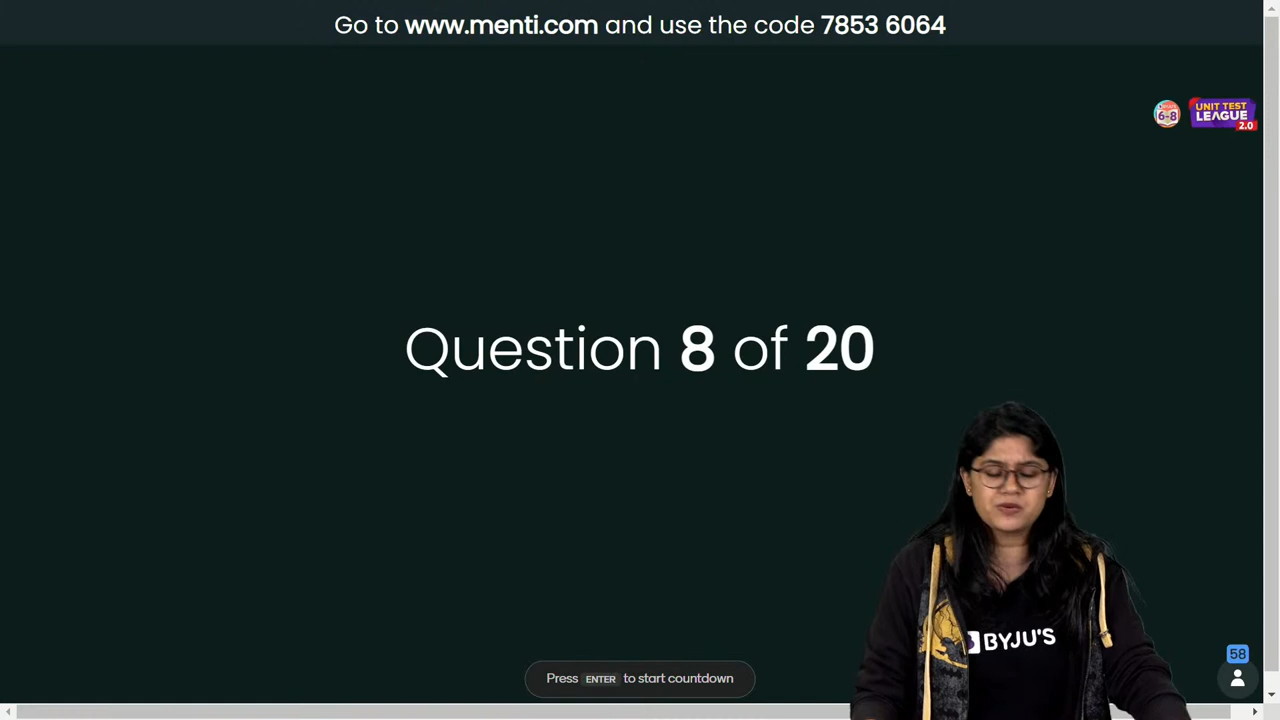 Go to www.menti.com and use the code 7853 6064
6-8
UNIT TEST
LEAGUE
2.0
Question 8 of 20
BYJU'S
58
Press ENTER to start countdown